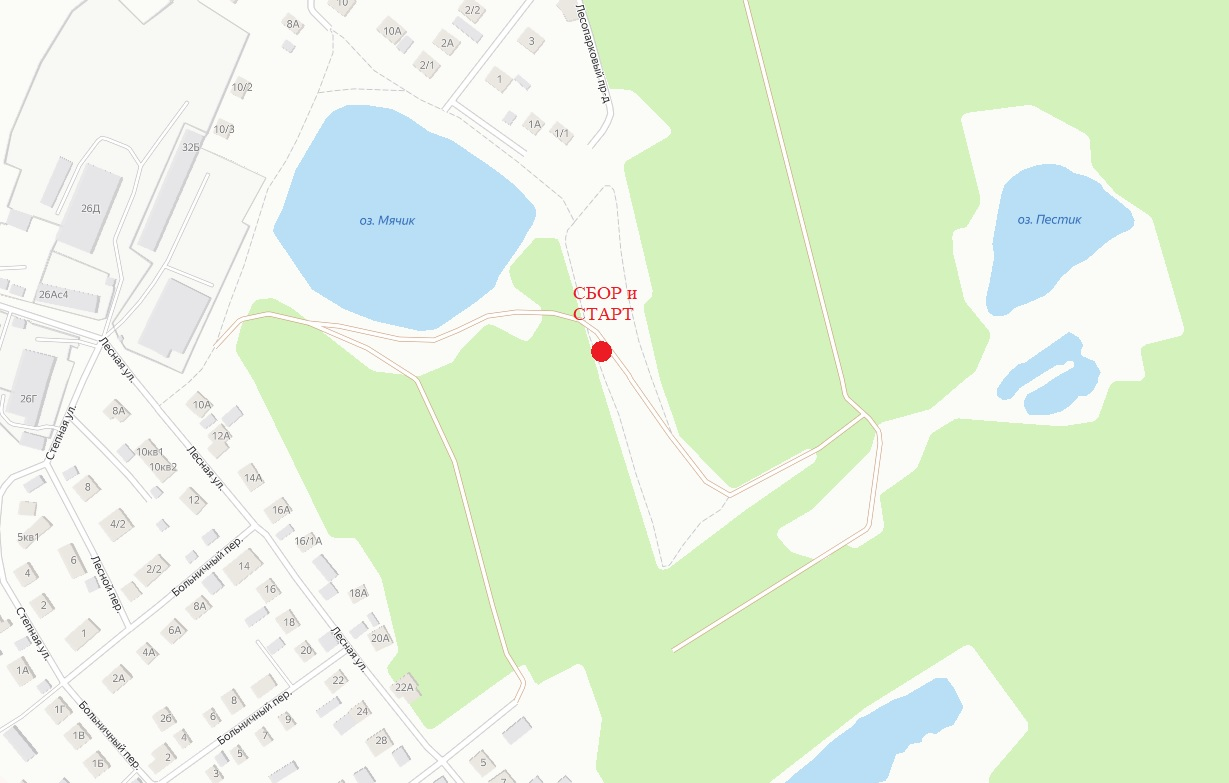 10
2/2
8А
10А
2А
3
2/1
1
Лесопарковый пр-д
10/2
10/3
1А
1/1
32Б
26Д
оз. Мячик
оз. Пестик
26Ас4
СБОР и
СТАРТ
Лесная ул.
26Г
8А
10А
Степная ул.
12А
10кв1
10кв2
Лесная ул.
14А
8
12
16А
4/2
5кв1
16/1А
6
Лесной пер.
2/2
Больничный пер.
14
4
16
18А
2
8А
18
Степная ул.
1
6А
Лесная ул.
20А
4А
20
1А
2А
22
22А
8
Больничный пер.
1Г
2б
6
9
24
Больничный пер.
1В
4
7
28
5
2
1Б
3
5